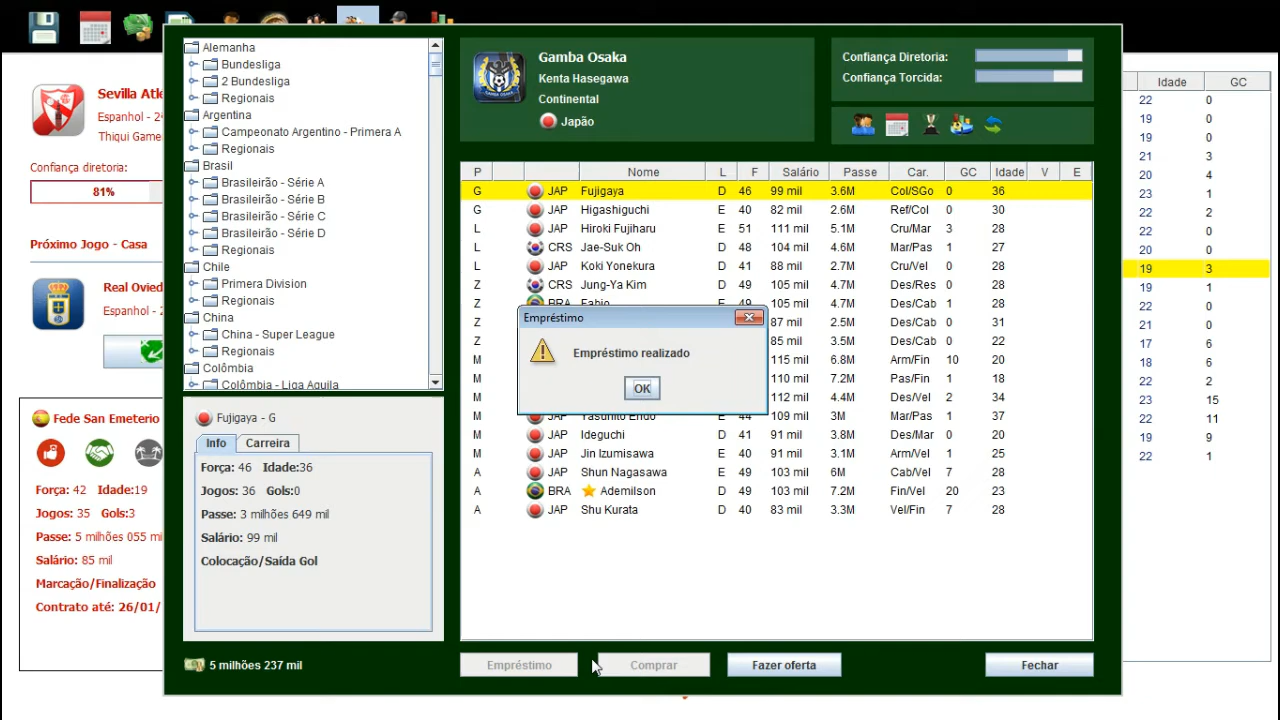 Sevilla Atlé
Espanhol - 2ª
Thiqui Game
Confiança diretoria:
81%
Próximo Jogo - Casa
Real Ovied
Espanhol - 2
Fede San Emeterio
Força: 42 Idade:19
Jogos: 35 Gols:3
Passe: 5 milhões 055 mi
Salário: 85 mil
Marcação/Finalização
Contrato até: 26/01/
Alemanha
Bundesliga
2 Bundesliga
Regionais
Argentina
Campeonato Argentino - Primera A
Regionais
Brasil
Brasileirão - Série A
Brasileirão - Série B
Brasileirão - Série C
Brasileirão - Série D
Regionais
Chile
Primera Division
Regionais
China
China - Super League
Regionais
Colômbia
Colômbia - Liga Aguila
Fujigaya - G
Info Carreira
Força: 46 Idade:36
Jogos: 36 Gols:0
Passe: 3 milhões 649 mil
Salário: 99 mil
Colocação/Saída Gol
5 milhões 237 mil
Gamba Osaka
Kenta Hasegawa
Continental
Japão
Confiança Diretoria:
Confiança Torcida:
P Nome L F Salário Passe Car. GC Idade V E
G JAP Fujigaya D 46 99 mil 3.6M Col/SGo 0 36
G JAP Higashiguchi E 40 82 mil 2.6M Ref/Col 0 30
L JAP Hiroki Fujiharu E 51 111 mil 5.1M Cru/Mar 3 28
L CRS Jae-Suk Oh D 48 104 mil 4.6M Mar/Pas 1 27
L JAP Koki Yonekura D 41 88 mil 2.7M Cru/Vel 0 28
Z CRS Jung-Ya Kim D 48 105 mil 4.7M Des/Res 0 28
Z BRA Fabio E 49 105 mil 4.7M Des/Cab 1 28
Z 87 mil 2.5M Des/Cab 0 31
Z 85 mil 3.5M Des/Cab 0 22
M 115 mil 6.8M Arm/Fin 10 20
M 110 mil 7.2M Pas/Fin 1 18
M 112 mil 4.4M Des/Vel 2 34
M JAP Yasuhito Endo E 44 109 mil 3M Mar/Pas 1 37
M JAP Ideguchi D 41 91 mil 3.8M Des/Mar 0 20
M JAP Jin Izumisawa E 40 91 mil 3.1M Arm/Vel 1 25
A JAP Shun Nagasawa E 49 103 mil 6M Cab/Vel 7 28
A BRA Ademilson D 49 103 mil 7.2M Fin/Vel 20 23
A JAP Shu Kurata D 40 83 mil 3.3M Vel/Fin 7 28
Empréstimo
Empréstimo realizado
OK
Empréstimo Comprar Fazer oferta Fechar
Idade GC
22 0
19 0
19 0
21 3
20 4
23 1
22 2
22 0
20 0
19 3
19 1
22 0
21 0
17 6
18 6
22 2
23 15
22 11
19 9
22 1